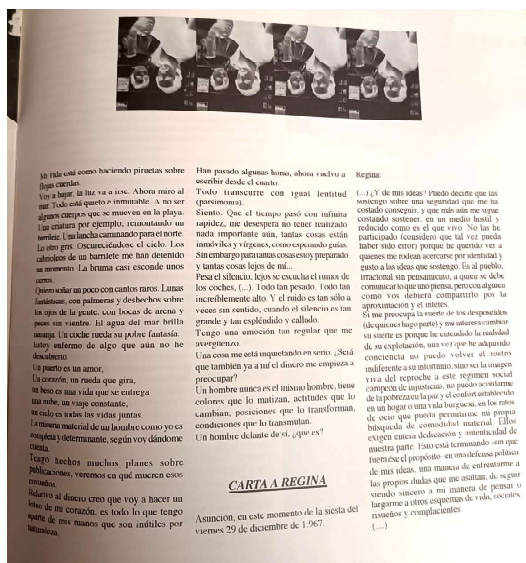 Mi vida está como haciendo piruetas sobre
flojas cuerdas.
Voy a bajar, la luz va a irse. Ahora miro al
mar. Todo está quieto e inmutable. A no ser
algunos cuerpos que se mueven en la playa.
Una criatura por ejemplo, remontando un
barrilete. Una lancha caminando para el norte.
Lo otro gris. Oscureciéndose el cielo. Los
cabrioleos de un barrilete me han detenido
un momento. La bruma casi esconde unos
cerros.
Quiero soñar un poco con cantos raros. Lunas
fantásticas, con palmeras y deshechos sobre
los ojos de la gente, con bocas de arena y
peces sin vientre. El agua del mar brilla
naranja. Un coche rueda su pobre fantasía.
Estoy enfermo de algo que aún no he
descubierto.
Un puerto es un amor,
Un corazón, un rueda que gira,
un beso es una vida que se entrega
una nube, un viaje constante,
un cielo es todas las vidas juntas
La miseria material de un hombre como yo es
completa y determinante, según voy dándome
cuenta.
Tengo hechos muchos planes sobre
publicaciones, veremos en qué mueren esos
ensueños.
Relativo al dinero creo que voy a hacer un
loteo de mi corazón, es todo lo que tengo
aparte de mis manos que son inútiles por
naturaleza.
Han pasado algunas horas, ahora vuelvo a
escribir desde el cuarto.
Todo transcurre con igual lentitud
(parsimonia).
Siento. Que el tiempo pasó con infinita
rapidez, me desespera no tener realizado
nada importante aún, tantas cosas están
inmóviles y vírgenes, como esperando guías.
Sin embargo para tantas cosas estoy preparado
y tantas cosas lejos de mí...
Pesa el silencio, lejos se escuchan el rumor de
los coches, (...). Todo tan pesado. Todo tan
increíblemente alto. Y el ruido es tan sólo a
veces sin sentido, cuando el silencio es tan
grande y tan espléndido y callado.
Tengo una emoción tan regular que me
avergüenzo.
Una cosa me está inquietando en serio. ¿Será
que también ya a mí el dinero me empieza a
preocupar?
Un hombre nunca es el mismo hombre, tiene
colores que lo matizan, actitudes que lo
cambian, posiciones que lo transforman,
condiciones que lo transmutan.
Un hombre delante de sí, ¿que es?
CARTA A REGINA
Asunción, en este momento de la siesta del
viernes 29 de diciembre de 1.967.
Regina:
(...) ¿Y de mis ideas? Puedo decirte que las
sostengo sobre una seguridad que me ha
costado conseguir, y que más aún me sigue
costando sostener, en un medio hostil y
reducido como es el que vivo. No las he
participado (considero que tal vez pueda
haber sido error) porque he querido ver a
quienes me rodean acercarse por identidad y
gusto a las ideas que sostengo. Es al pueblo,
irracional sin pensamiento, a quien se debe
comunicar lo que uno piensa, pero con alguien
como vos debiera compartirlo por la
aproximación y el interés.
Si me preocupa la suerte de los desposeídos
(de quienes hago parte) y me interesa cambiar
su suerte es porque he entendido la realidad
de su explotación, una vez que he adquirido
conciencia no puedo volver el rostro
indiferente a su infortunio, sino ser la imagen
viva del reproche a este régimen social
campeón de injusticias, no puedo acomodarme
de la pobreza en la paz y el confort establecido
en un hogar o una vida burguesa, en los ratos
de ocio que pueda permitirme mi propia
búsqueda de comodidad material. Ellos
exigen entera dedicación y autenticidad de
nuestra parte. Esto está terminando -sin que
fuera ese el propósito- en una defensa política
de mis ideas, una manera de enfrentarme a
las propias dudas que me asaltan, de seguir
siendo sincero a mi manera de pensar o
largarme a otros esquemas de vida, sociales,
risueños y complacientes.
(....)